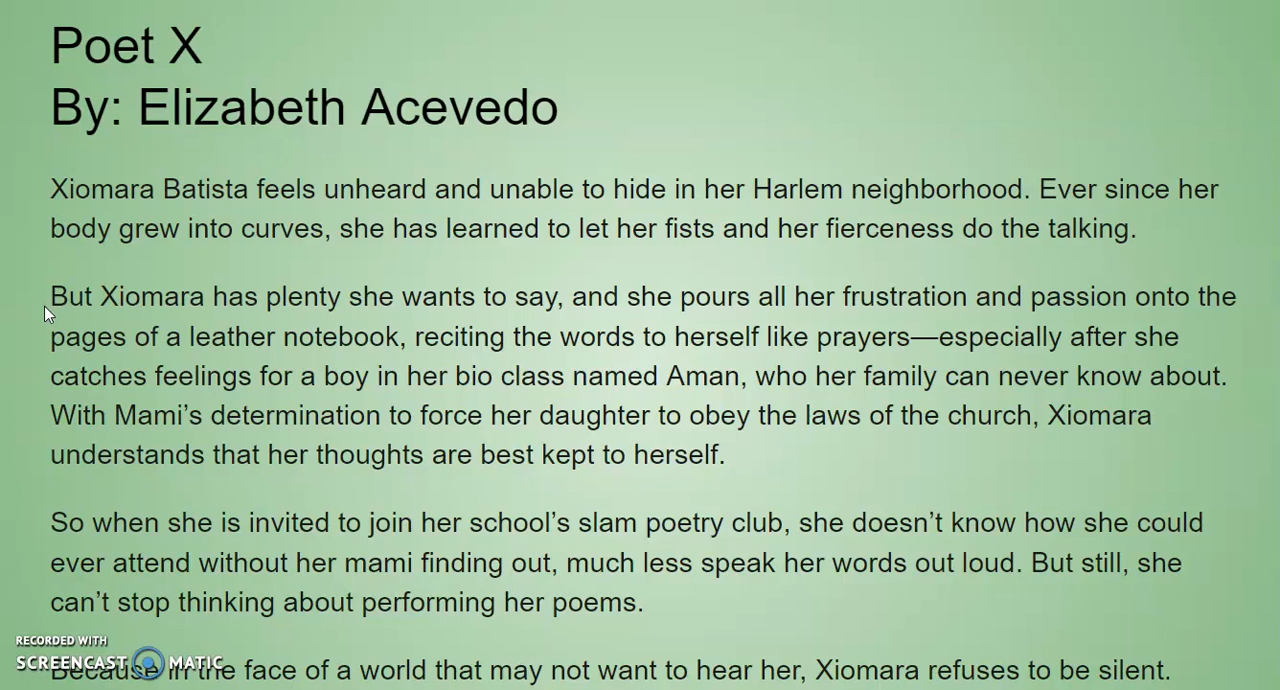 Poet X
By: Elizabeth Acevedo
Xiomara Batista feels unheard and unable to hide in her Harlem neighborhood. Ever since her
body grew into curves, she has learned to let her fists and her fierceness do the talking.
But Xiomara has plenty she wants to say, and she pours all her frustration and passion onto the
pages of a leather notebook, reciting the words to herself like prayers—especially after she
catches feelings for a boy in her bio class named Aman, who her family can never know about.
With Mami’s determination to force her daughter to obey the laws of the church, Xiomara
understands that her thoughts are best kept to herself.
So when she is invited to join her school’s slam poetry club, she doesn’t know how she could
ever attend without her mami finding out, much less speak her words out loud. But still, she
can’t stop thinking about performing her poems.
Because in the face of a world that may not want to hear her, Xiomara refuses to be silent.
RECORDED WITH
SCREENCAST MATIC